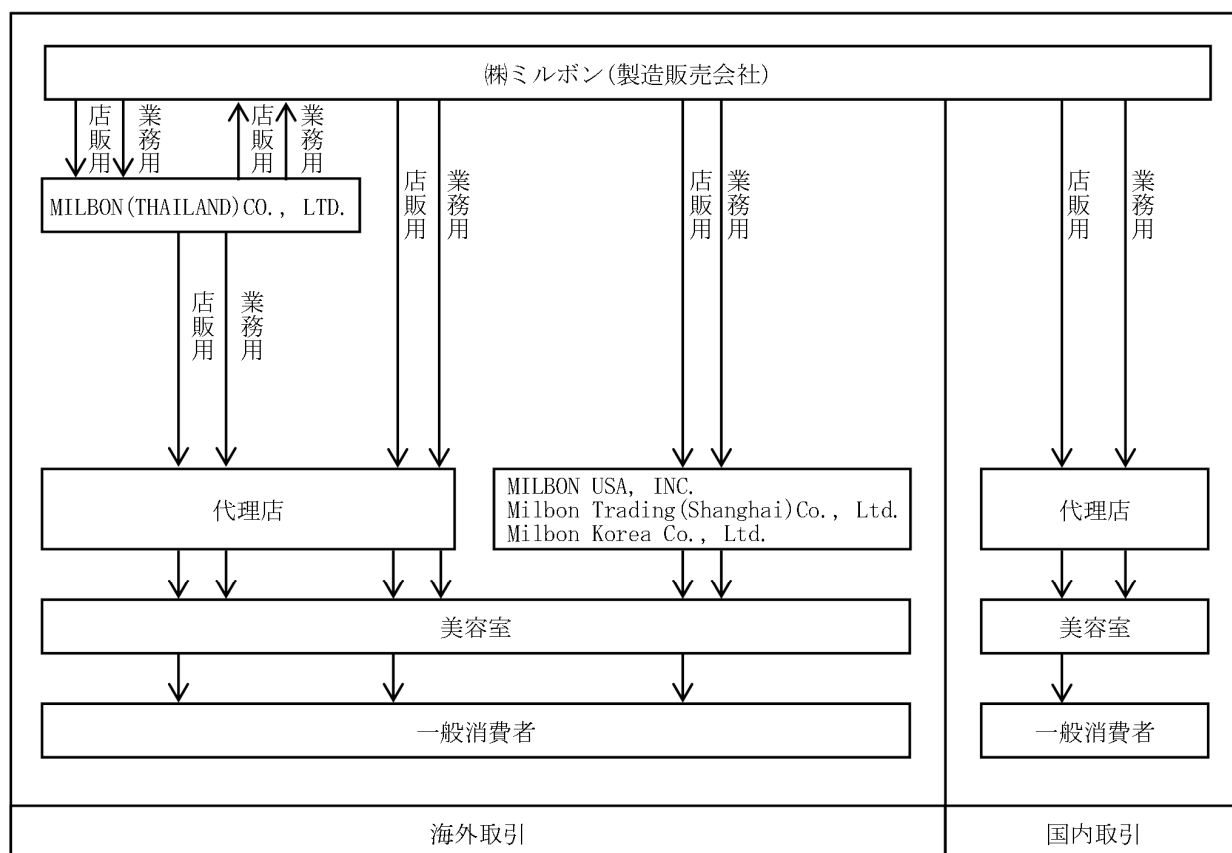 ㈱ミルボン(製造販売会社)
店販用
業務用
店販用
業務用
店販用
業務用
店販用
業務用
店販用
業務用
MILBON(THAILAND)CO., LTD.
店販用
業務用
代理店
MILBON USA, INC.
Milbon Trading(Shanghai)Co., Ltd.
Milbon Korea Co., Ltd.
代理店
美容室
美容室
一般消費者
一般消費者
海外取引
国内取引